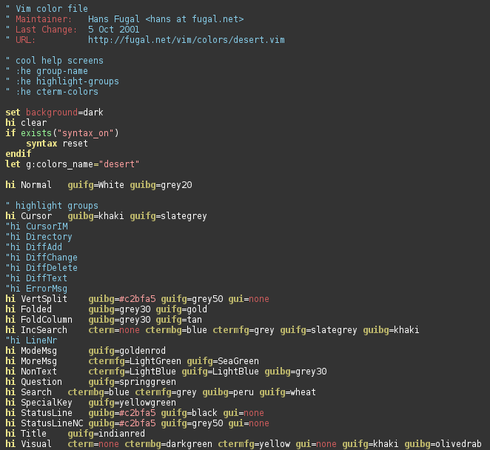 " Vim color file
" Maintainer:   Hans Fugal <hans at fugal.net>
" Last Change:  5 Oct 2001
" URL:          http://fugal.net/vim/colors/desert.vim

" cool help screens
" :he group-name
" :he highlight-groups
" :he cterm-colors

set background=dark
hi clear
if exists("syntax_on")
    syntax reset
endif
let g:colors_name="desert"

hi Normal   guifg=White guibg=grey20

" highlight groups
hi Cursor   guibg=khaki guifg=slategrey
"hi CursorIM
"hi Directory
"hi DiffAdd
"hi DiffChange
"hi DiffDelete
"hi DiffText
"hi ErrorMsg
hi VertSplit    guibg=#c2bfa5 guifg=grey50 gui=none
hi Folded       guibg=grey30 guifg=gold
hi FoldColumn   guibg=grey30 guifg=tan
hi IncSearch    cterm=none ctermbg=blue ctermfg=grey guifg=slategrey guibg=khaki
"hi LineNr
hi ModeMsg      guifg=goldenrod
hi MoreMsg      ctermfg=LightGreen guifg=SeaGreen
hi NonText      ctermfg=LightBlue guifg=LightBlue guibg=grey30
hi Question     guifg=springgreen
hi Search   ctermbg=blue ctermfg=grey guibg=peru guifg=wheat
hi SpecialKey   guifg=yellowgreen
hi StatusLine   guibg=#c2bfa5 guifg=black gui=none
hi StatusLineNC guibg=#c2bfa5 guifg=grey50 gui=none
hi Title    guifg=indianred
hi Visual   cterm=none ctermbg=darkgreen ctermfg=yellow gui=none guifg=khaki guibg=olivedrab